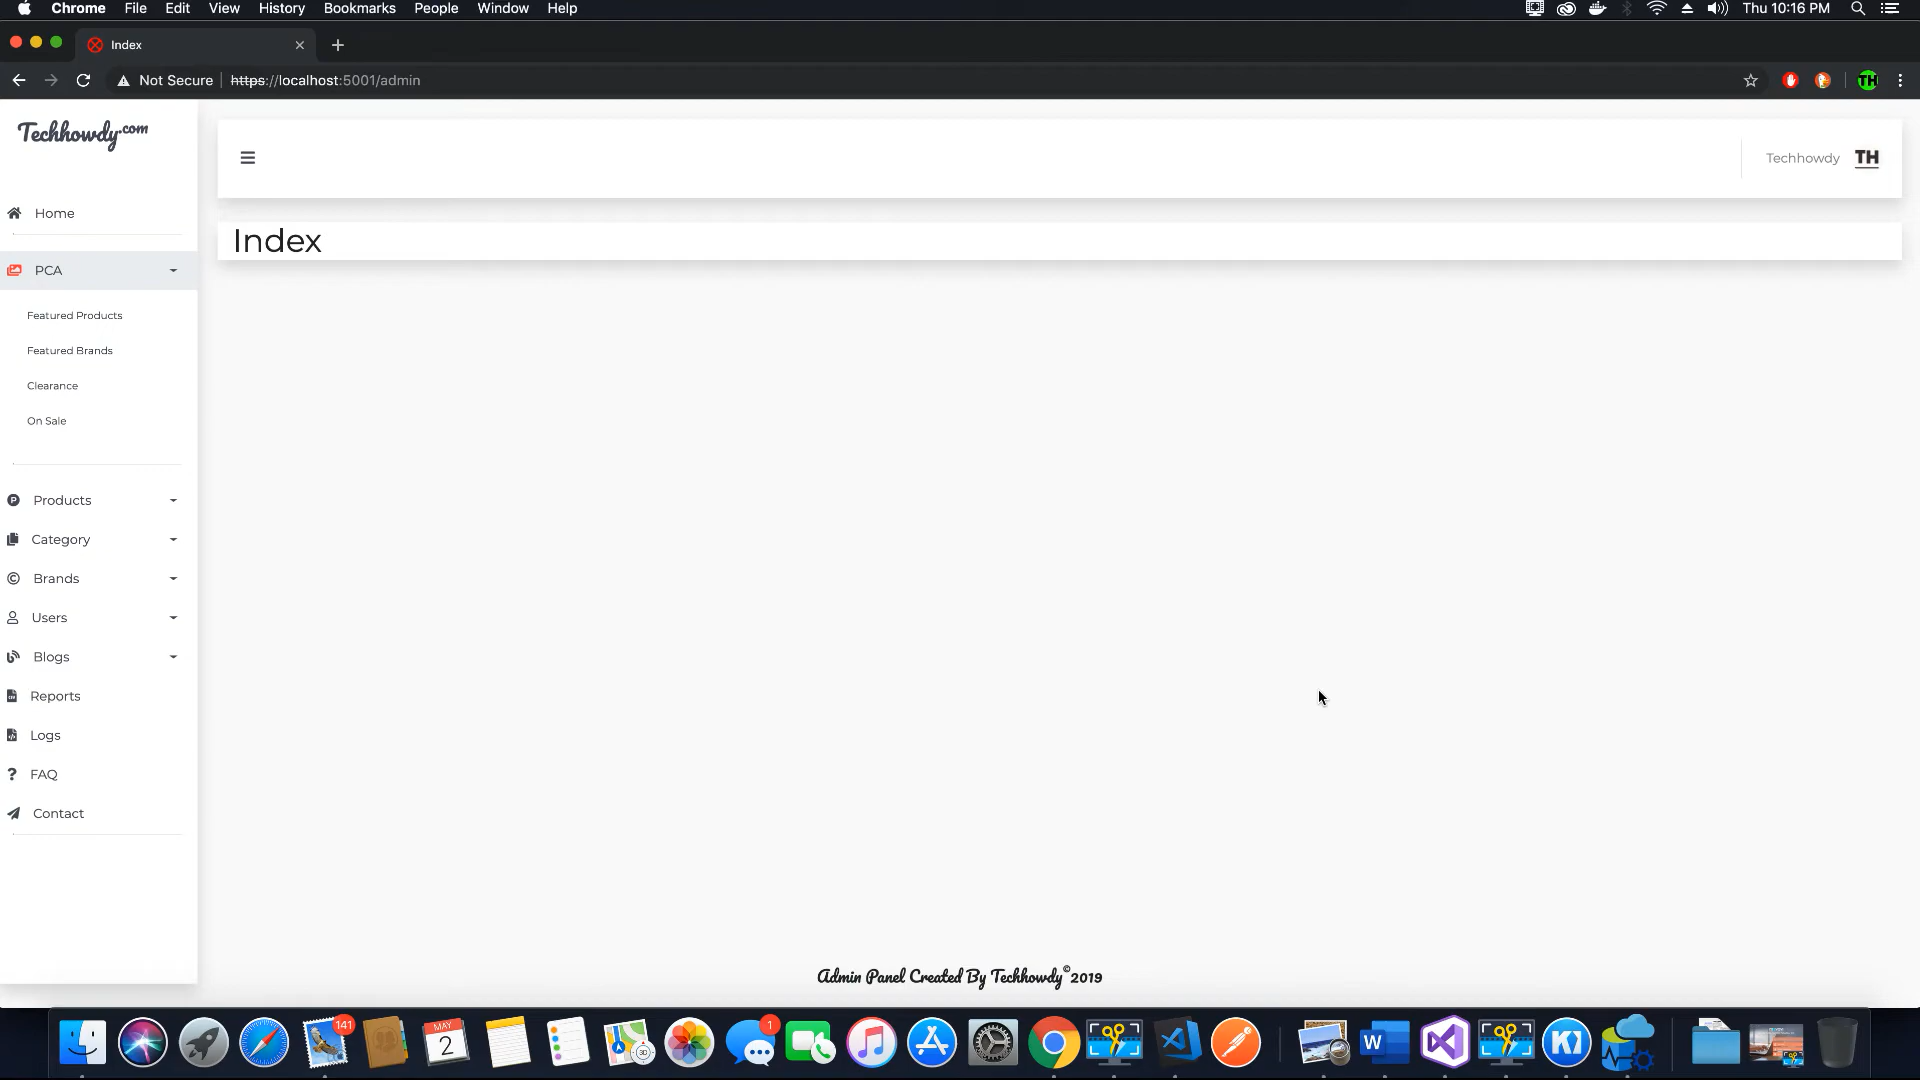 Chrome File Edit View History Bookmarks People Window Help Thu 10:16 PM
Index
Not Secure https://localhost:5001/admin TH
Techhowdy.com
Techhowdy TH
Home
Index
PCA
Featured Products
Featured Brands
Clearance
On Sale
Products
Category
Brands
Users
Blogs
Reports
Logs
FAQ
Contact
Admin Panel Created By Techhowdy©2019
141
MAY
2
3D
1
W
K